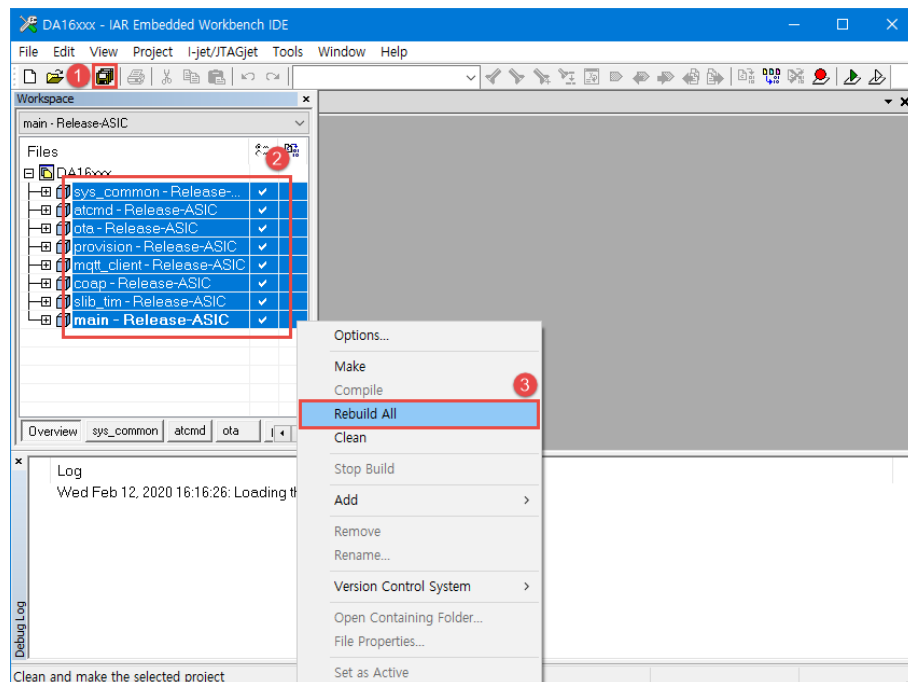 DA16xxx - IAR Embedded Workbench IDE
File Edit View Project I-jet/JTAGjet Tools Window Help
1
Workspace
main - Release-ASIC
Files
2
DA16xxx
sys_common - Release-...
atcmd - Release-ASIC
ota - Release-ASIC
provision - Release-ASIC
mqtt_client - Release-ASIC
coap - Release-ASIC
slib_tim - Release-ASIC
main - Release-ASIC
Options...
Make
Compile
3
Rebuild All
Clean
Stop Build
Add
Remove
Rename...
Version Control System
Open Containing Folder...
File Properties...
Set as Active
Overview sys_common atcmd ota
Log
Wed Feb 12, 2020 16:16:26: Loading th
Debug Log
Clean and make the selected project